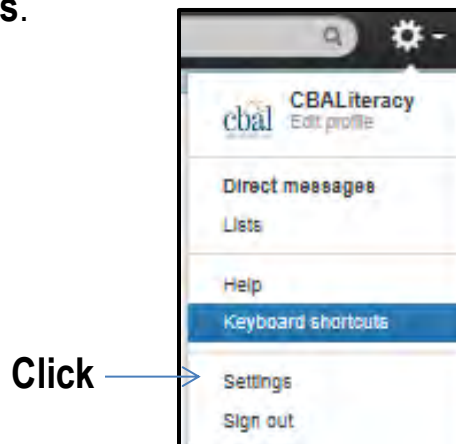 s.
CBALiteracy
cbal Edit profile
Direct messages
Lists
Help
Keyboard shortcuts
Click Settings
Sign out